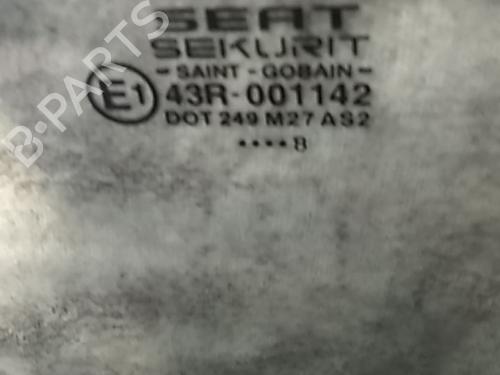 SEAT
SEKURIT
- SAINT - GOBAIN -
E1 43R-001142
DOT 249 M27 AS2
•••• 8
B-PARTS